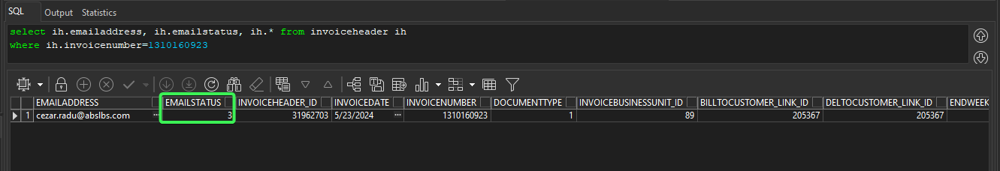 SQL Output Statistics
select ih.emailaddress, ih.emailstatus, ih.* from invoiceheader ih
where ih.invoicenumber=1310160923
EMAILADDRESS EMAILSTATUS INVOICEHEADER_ID INVOICEDATE INVOICENUMBER DOCUMENTTYPE INVOICEBUSINESSUNIT_ID BILLTOCUSTOMER_LINK_ID DELTOCUSTOMER_LINK_ID ENDWEEK
1 cezar.radu@abslbs.com ··· 3 31962703 5/23/2024 ··· 1310160923 1 89 205367 205367